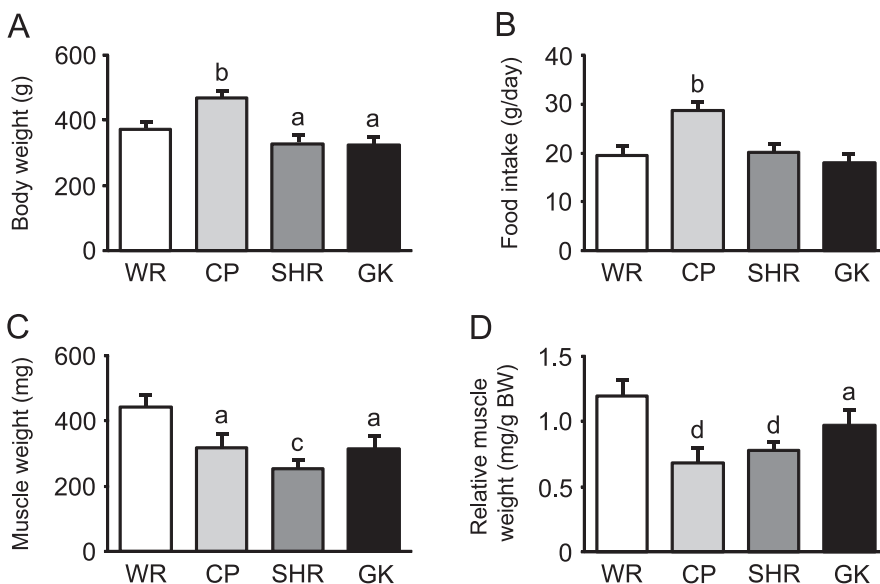 A
Body weight (g)
600
400
200
0
b
a
a
WR CP SHR GK
B
Food intake (g/day)
40
30
20
10
0
b
WR CP SHR GK
C
Muscle weight (mg)
600
400
200
0
a
c
a
WR CP SHR GK
D
Relative muscle
weight (mg/g BW)
1.5
1.0
0.5
0
d
d
a
WR CP SHR GK